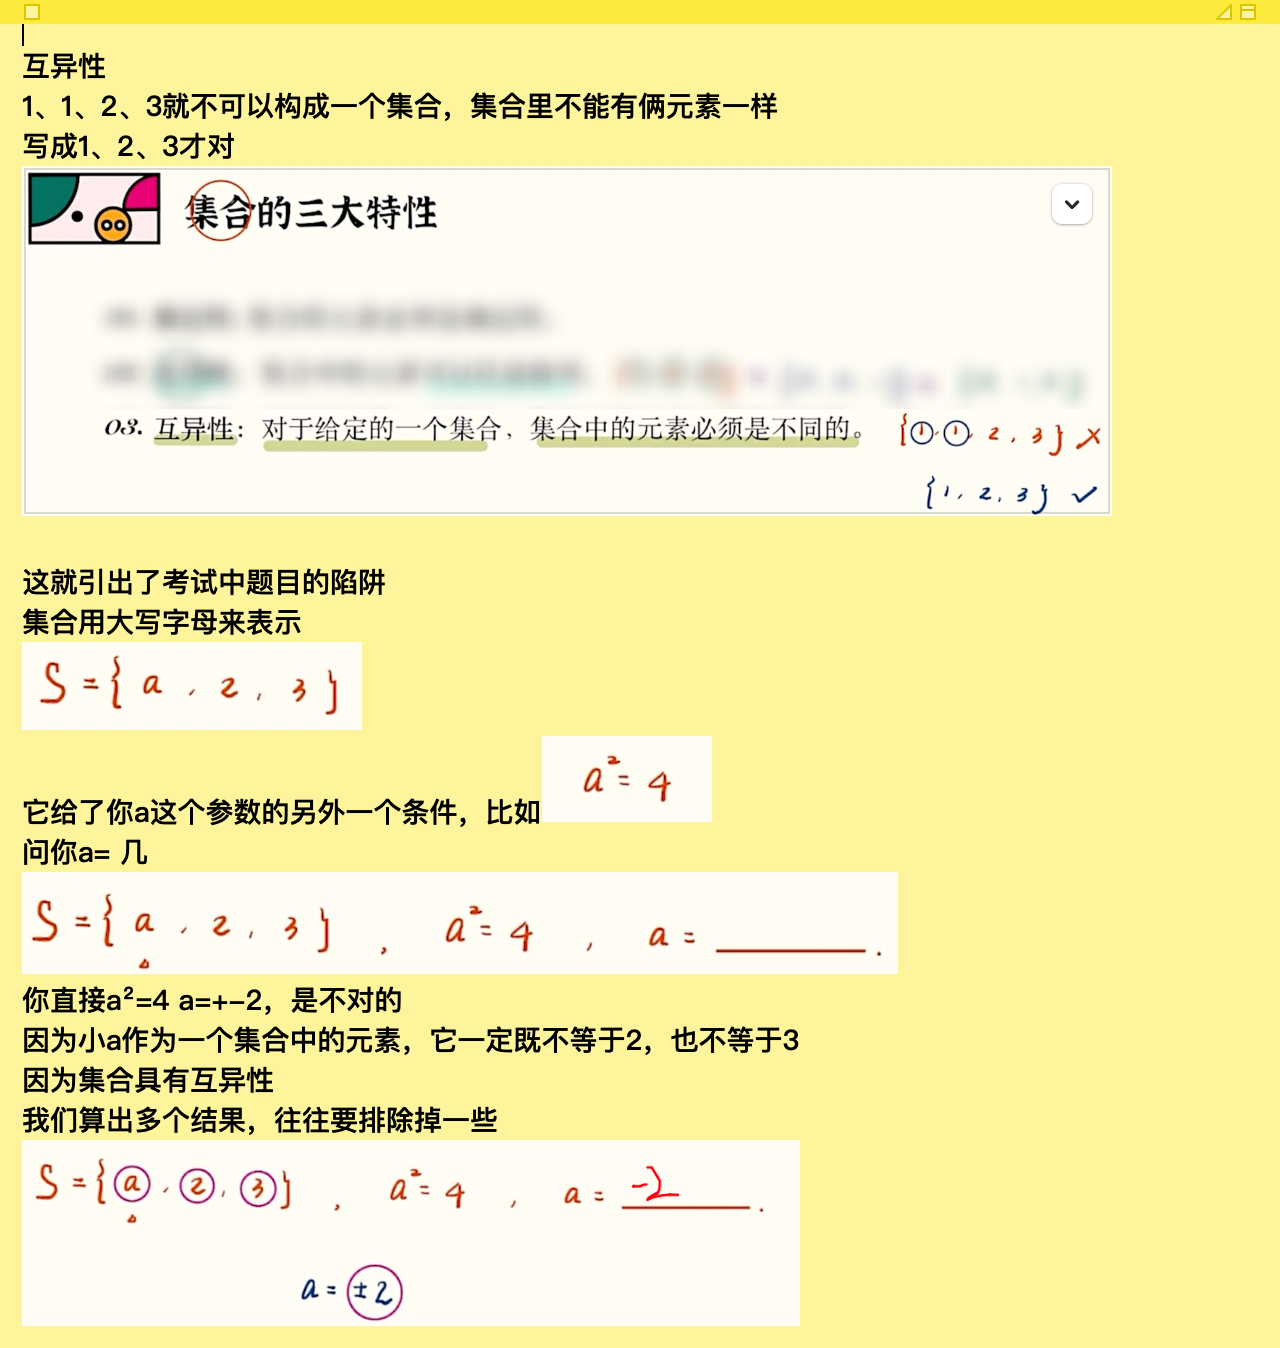 互异性
1、1、2、3就不可以构成一个集合，集合里不能有俩元素一样
写成1、2、3才对
集合的三大特性
03. 互异性：对于给定的一个集合，集合中的元素必须是不同的。 {1, 1, 2, 3} ×
{1, 2, 3} ✓
这就引出了考试中题目的陷阱
集合用大写字母来表示
S={a, 2, 3}
它给了你a这个参数的另外一个条件，比如 a²=4
问你a= 几
S={a, 2, 3}, a²=4, a=______.
你直接a²=4 a=+-2，是不对的
因为小a作为一个集合中的元素，它一定既不等于2，也不等于3
因为集合具有互异性
我们算出多个结果，往往要排除掉一些
S={a, 2, 3}, a²=4, a=-2.
a=±2